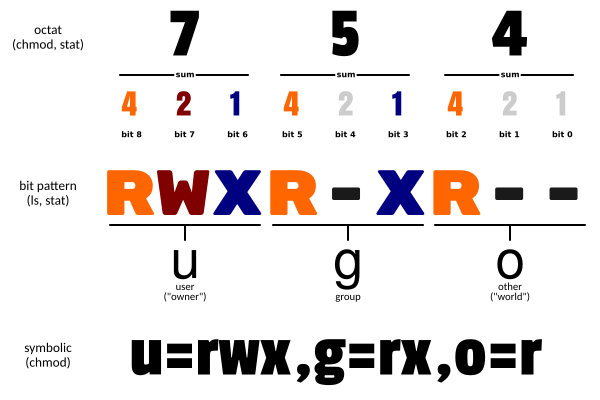 octat
(chmod, stat)
7 5 4
sum sum sum
4 2 1 4 2 1 4 2 1
bit 8 bit 7 bit 6 bit 5 bit 4 bit 3 bit 2 bit 1 bit 0
bit pattern
(ls, stat)
RWXR-XR--
u g o
user group other
("owner") ("world")
symbolic
(chmod)
u=rwx,g=rx,o=r